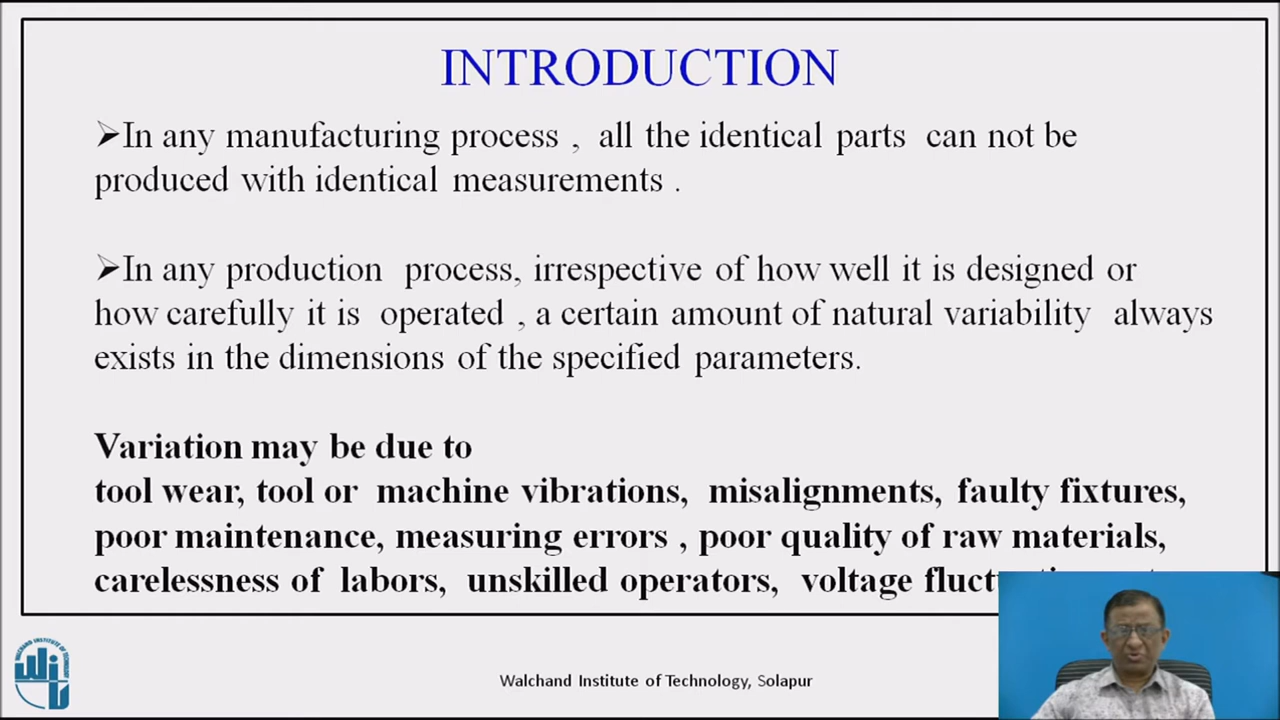 INTRODUCTION
➢In any manufacturing process , all the identical parts can not be
produced with identical measurements .
➢In any production process, irrespective of how well it is designed or
how carefully it is operated , a certain amount of natural variability always
exists in the dimensions of the specified parameters.
Variation may be due to
tool wear, tool or machine vibrations, misalignments, faulty fixtures,
poor maintenance, measuring errors , poor quality of raw materials,
carelessness of labors, unskilled operators, voltage
Walchand Institute of Technology, Solapur